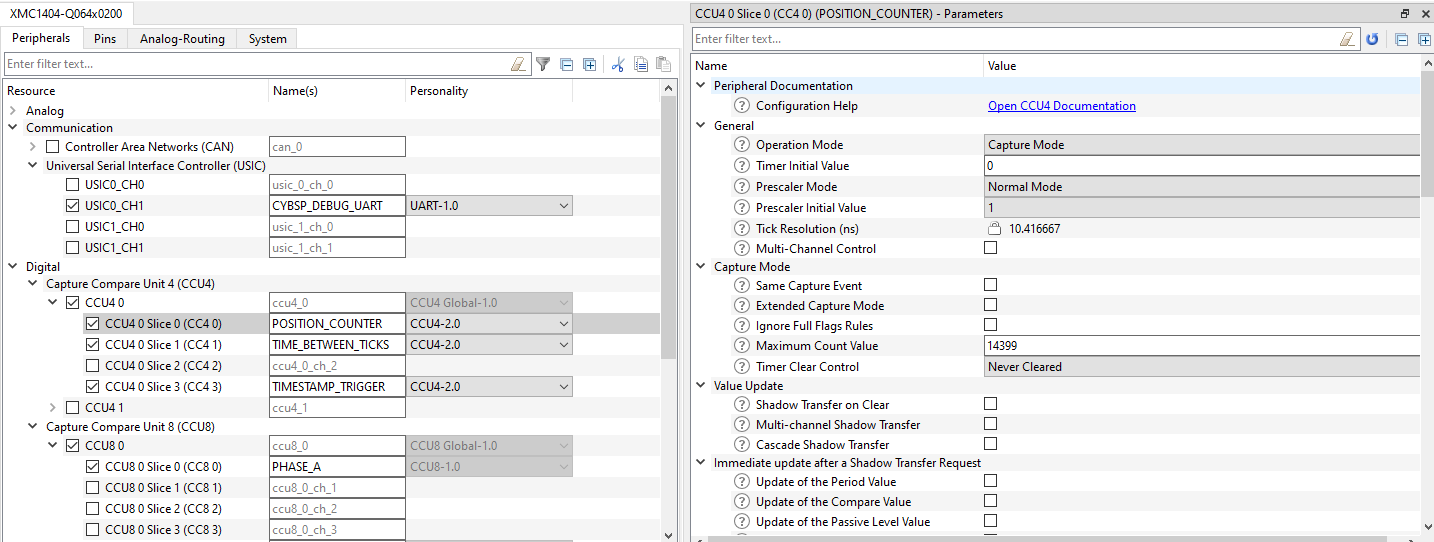 XMC1404-Q064x0200
Peripherals Pins Analog-Routing System
Enter filter text...
Resource Name(s) Personality
Analog
Communication
Controller Area Networks (CAN) can_0
Universal Serial Interface Controller (USIC)
USIC0_CH0 usic_0_ch_0
USIC0_CH1 CYBSP_DEBUG_UART UART-1.0
USIC1_CH0 usic_1_ch_0
USIC1_CH1 usic_1_ch_1
Digital
Capture Compare Unit 4 (CCU4)
CCU4 0 ccu4_0 CCU4 Global-1.0
CCU4 0 Slice 0 (CC4 0) POSITION_COUNTER CCU4-2.0
CCU4 0 Slice 1 (CC4 1) TIME_BETWEEN_TICKS CCU4-2.0
CCU4 0 Slice 2 (CC4 2) ccu4_0_ch_2
CCU4 0 Slice 3 (CC4 3) TIMESTAMP_TRIGGER CCU4-2.0
CCU4 1 ccu4_1
Capture Compare Unit 8 (CCU8)
CCU8 0 ccu8_0 CCU8 Global-1.0
CCU8 0 Slice 0 (CC8 0) PHASE_A CCU8-1.0
CCU8 0 Slice 1 (CC8 1) ccu8_0_ch_1
CCU8 0 Slice 2 (CC8 2) ccu8_0_ch_2
CCU8 0 Slice 3 (CC8 3) ccu8_0_ch_3
CCU4 0 Slice 0 (CC4 0) (POSITION_COUNTER) - Parameters
Enter filter text...
Name Value
Peripheral Documentation
Configuration Help Open CCU4 Documentation
General
Operation Mode Capture Mode
Timer Initial Value 0
Prescaler Mode Normal Mode
Prescaler Initial Value 1
Tick Resolution (ns) 10.416667
Multi-Channel Control
Capture Mode
Same Capture Event
Extended Capture Mode
Ignore Full Flags Rules
Maximum Count Value 14399
Timer Clear Control Never Cleared
Value Update
Shadow Transfer on Clear
Multi-channel Shadow Transfer
Cascade Shadow Transfer
Immediate update after a Shadow Transfer Request
Update of the Period Value
Update of the Compare Value
Update of the Passive Level Value